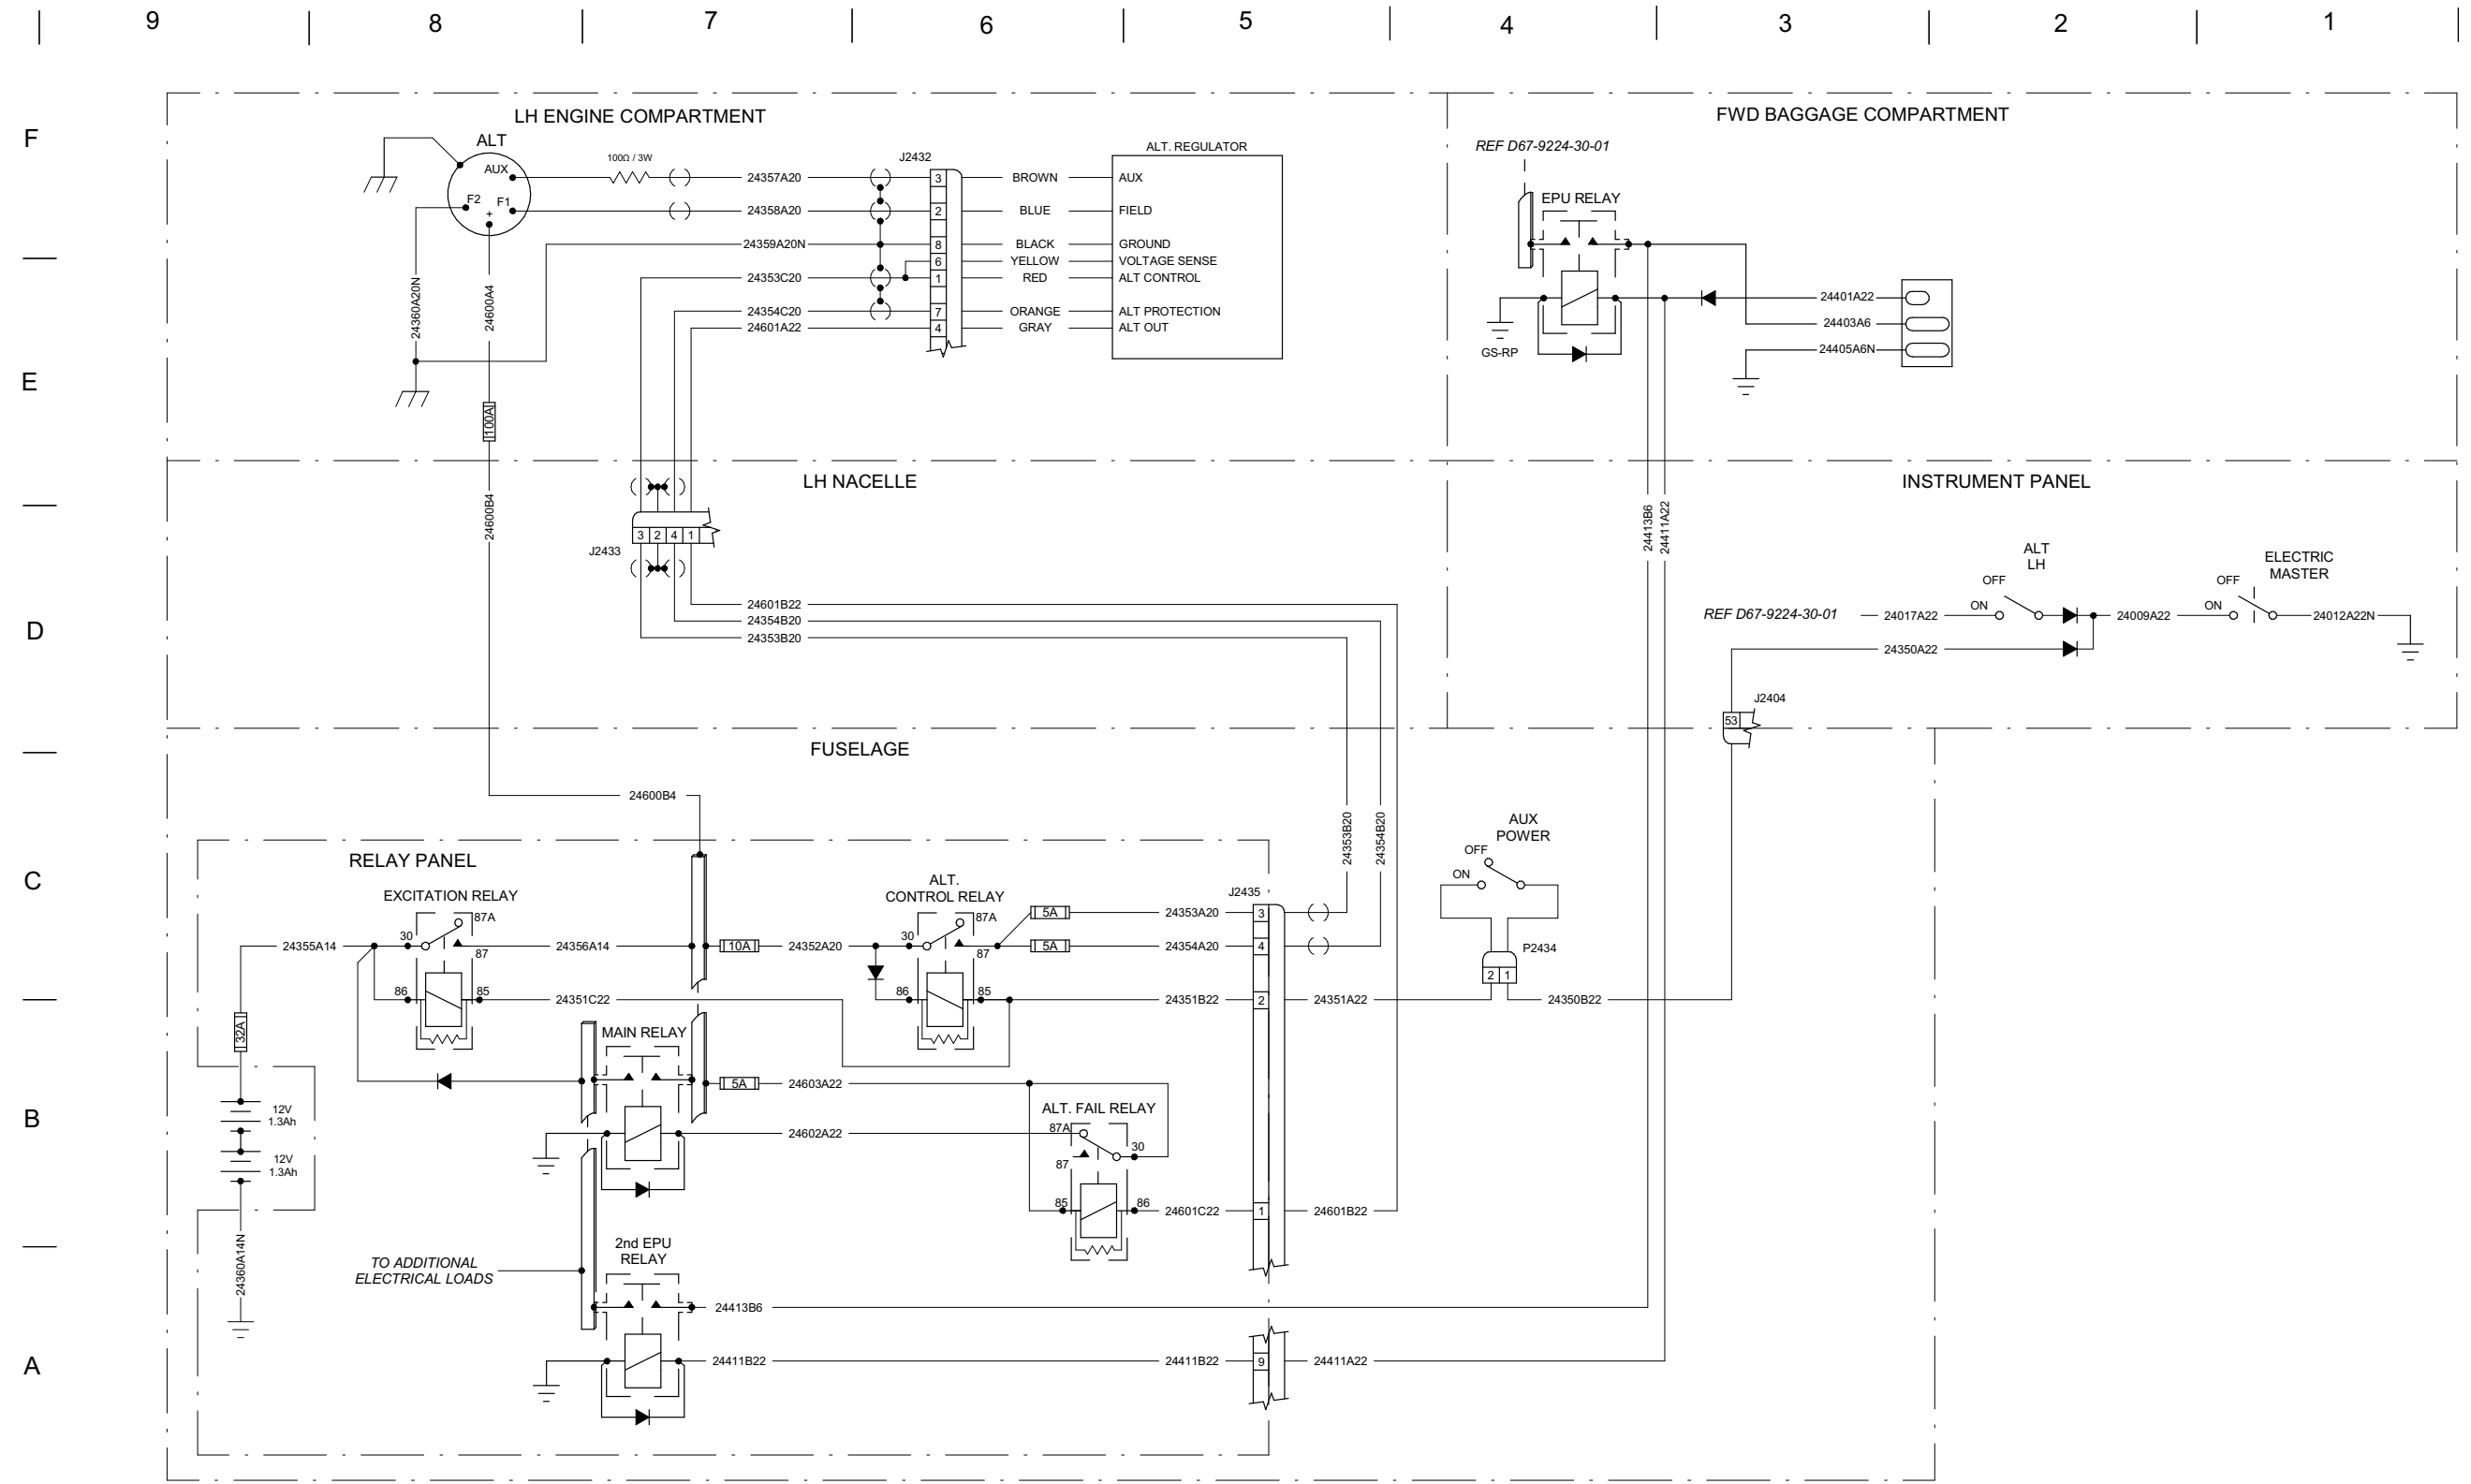 9 8 7 6 5 4 3 2 1
F
E
D
C
B
A
LH ENGINE COMPARTMENT
ALT
AUX
F2
F1
+
100Ω / 3W
24357A20
24358A20
24359A20N
24353C20
24354C20
24601A22
24360A20N
24600A4
100A
J2432
3
2
8
6
1
7
4
BROWN
BLUE
BLACK
YELLOW
RED
ORANGE
GRAY
ALT. REGULATOR
AUX
FIELD
GROUND
VOLTAGE SENSE
ALT CONTROL
ALT PROTECTION
ALT OUT
FWD BAGGAGE COMPARTMENT
REF D67-9224-30-01
EPU RELAY
GS-RP
24401A22
24403A6
24405A6N
LH NACELLE
24600B4
J2433
3 2 4 1
24601B22
24354B20
24353B20
24413B6
24411A22
INSTRUMENT PANEL
ALT
LH
OFF
ON
ELECTRIC
MASTER
OFF
ON
REF D67-9224-30-01
24017A22
24009A22
24012A22N
24350A22
J2404
53
FUSELAGE
24600B4
24353B20
24354B20
AUX
POWER
OFF
ON
P2434
2 1
24350B22
RELAY PANEL
EXCITATION RELAY
87A
30
87
86
85
24355A14
24356A14
24351C22
32A
12V
1.3Ah
12V
1.3Ah
24360A14N
10A
24352A20
ALT.
CONTROL RELAY
87A
30
87
86
85
5A
5A
24353A20
24354A20
24351B22
J2435
3
4
2
24351A22
MAIN RELAY
5A
24603A22
24602A22
ALT. FAIL RELAY
87A
30
87
85
86
24601C22
1
24601B22
TO ADDITIONAL
ELECTRICAL LOADS
2nd EPU
RELAY
24413B6
24411B22
24411B22
9
24411A22